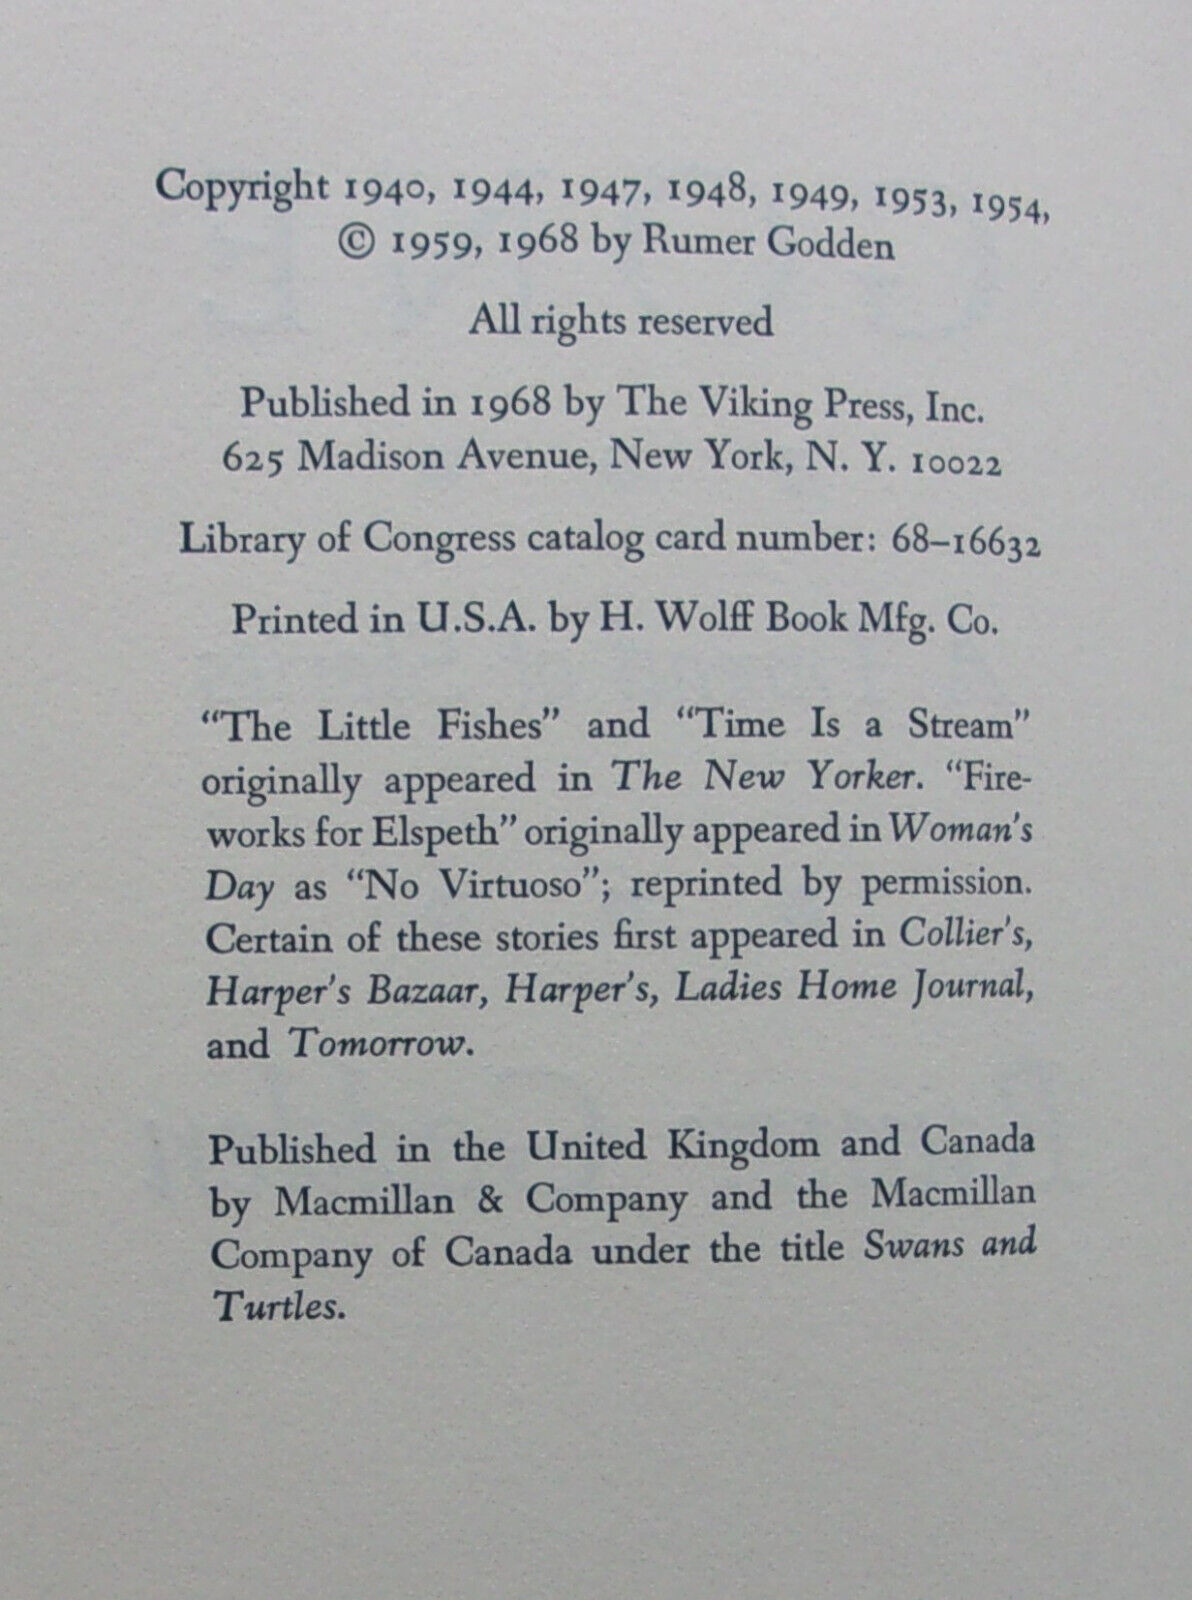 Copyright 1940, 1944, 1947, 1948, 1949, 1953, 1954,
© 1959, 1968 by Rumer Godden
All rights reserved
Published in 1968 by The Viking Press, Inc.
625 Madison Avenue, New York, N. Y. 10022
Library of Congress catalog card number: 68–16632
Printed in U.S.A. by H. Wolff Book Mfg. Co.
“The Little Fishes” and “Time Is a Stream”
originally appeared in The New Yorker. “Fire-
works for Elspeth” originally appeared in Woman's
Day as “No Virtuoso”; reprinted by permission.
Certain of these stories first appeared in Collier's,
Harper's Bazaar, Harper's, Ladies Home Journal,
and Tomorrow.
Published in the United Kingdom and Canada
by Macmillan & Company and the Macmillan
Company of Canada under the title Swans and
Turtles.